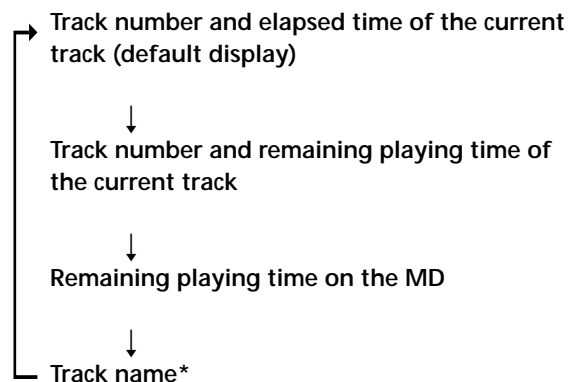 Track number and elapsed time of the current
track (default display)
Track number and remaining playing time of
the current track
Remaining playing time on the MD
Track name*